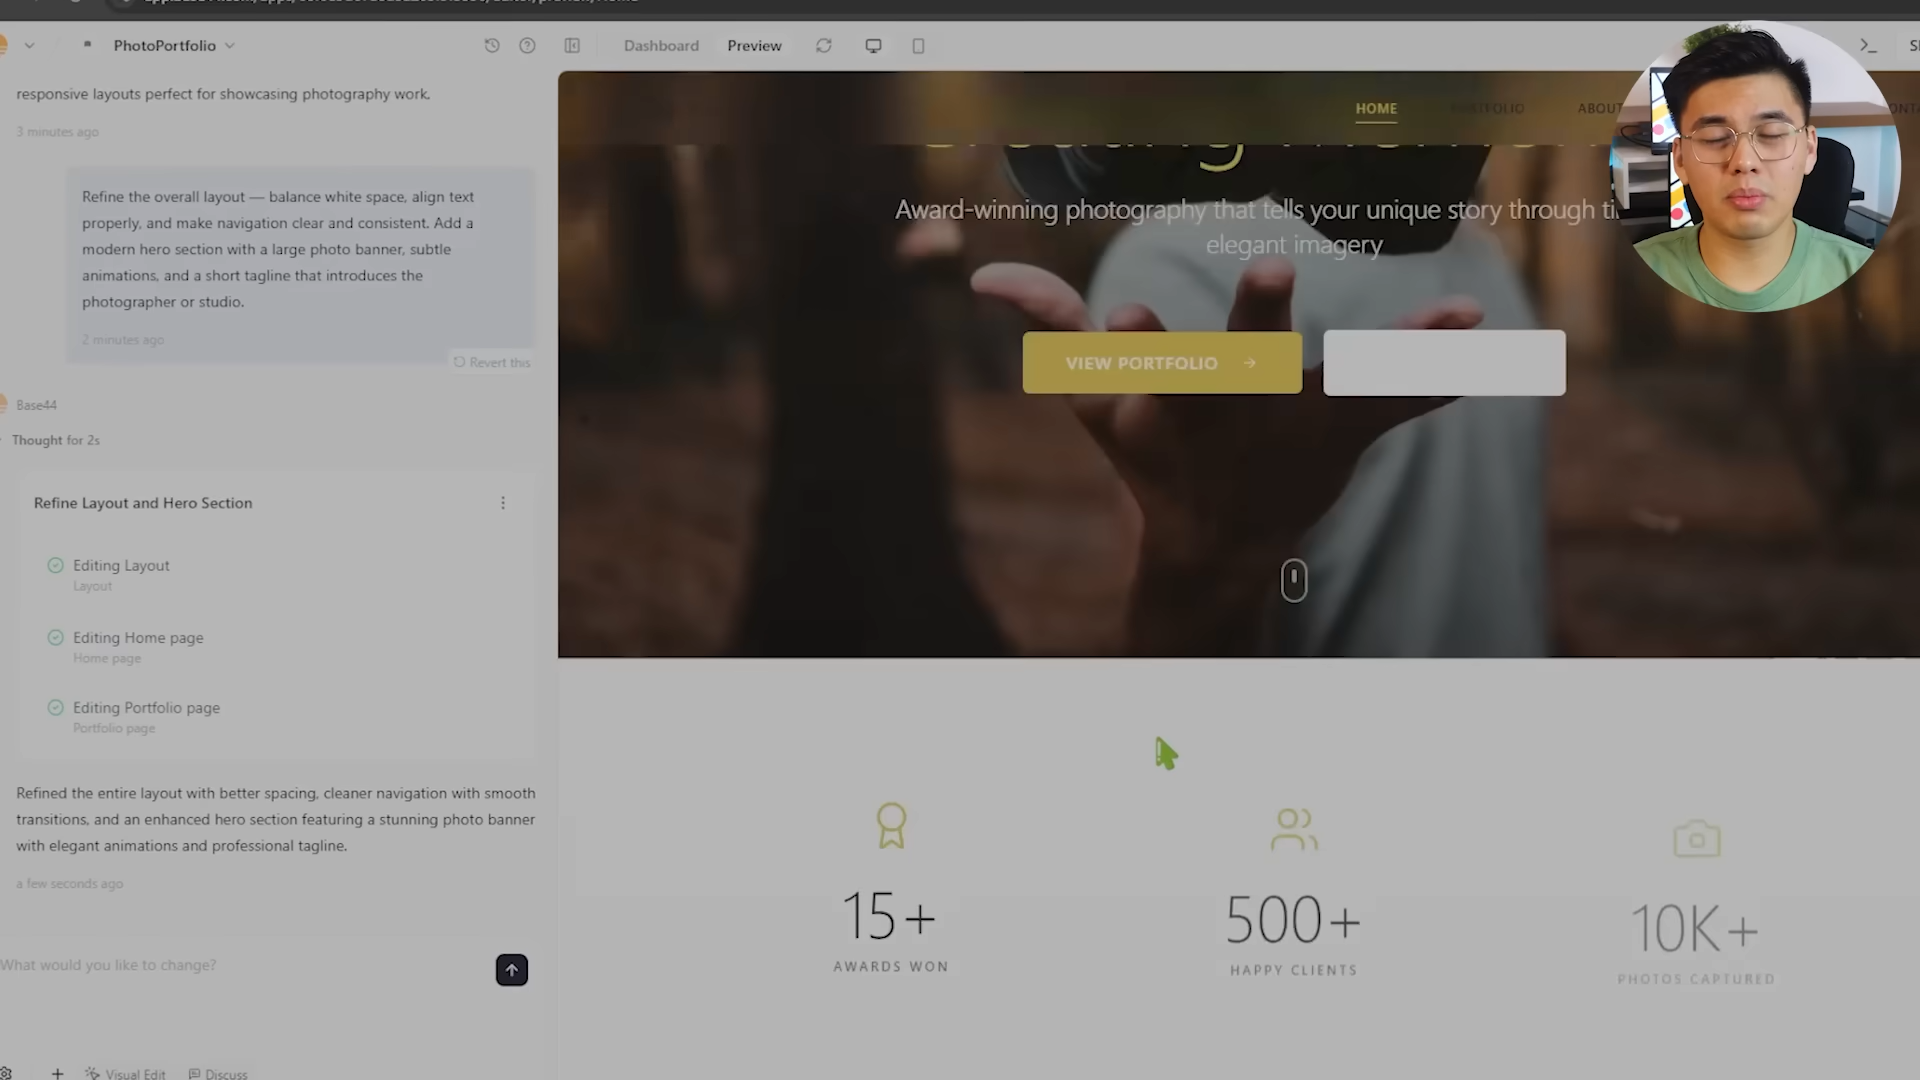 PhotoPortfolio
Dashboard
Preview
responsive layouts perfect for showcasing photography work.
3 minutes ago
Refine the overall layout — balance white space, align text
properly, and make navigation clear and consistent. Add a
modern hero section with a large photo banner, subtle
animations, and a short tagline that introduces the
photographer or studio.
2 minutes ago
Revert this
Base44
Thought for 2s
Refine Layout and Hero Section
Editing Layout
Layout
Editing Home page
Home page
Editing Portfolio page
Portfolio page
Refined the entire layout with better spacing, cleaner navigation with smooth
transitions, and an enhanced hero section featuring a stunning photo banner
with elegant animations and professional tagline.
a few seconds ago
What would you like to change?
Visual Edit
Discuss
HOME
PORTFOLIO
ABOUT
Award-winning photography that tells your unique story through
elegant imagery
VIEW PORTFOLIO
15+
AWARDS WON
500+
HAPPY CLIENTS
10K+
PHOTOS CAPTURED